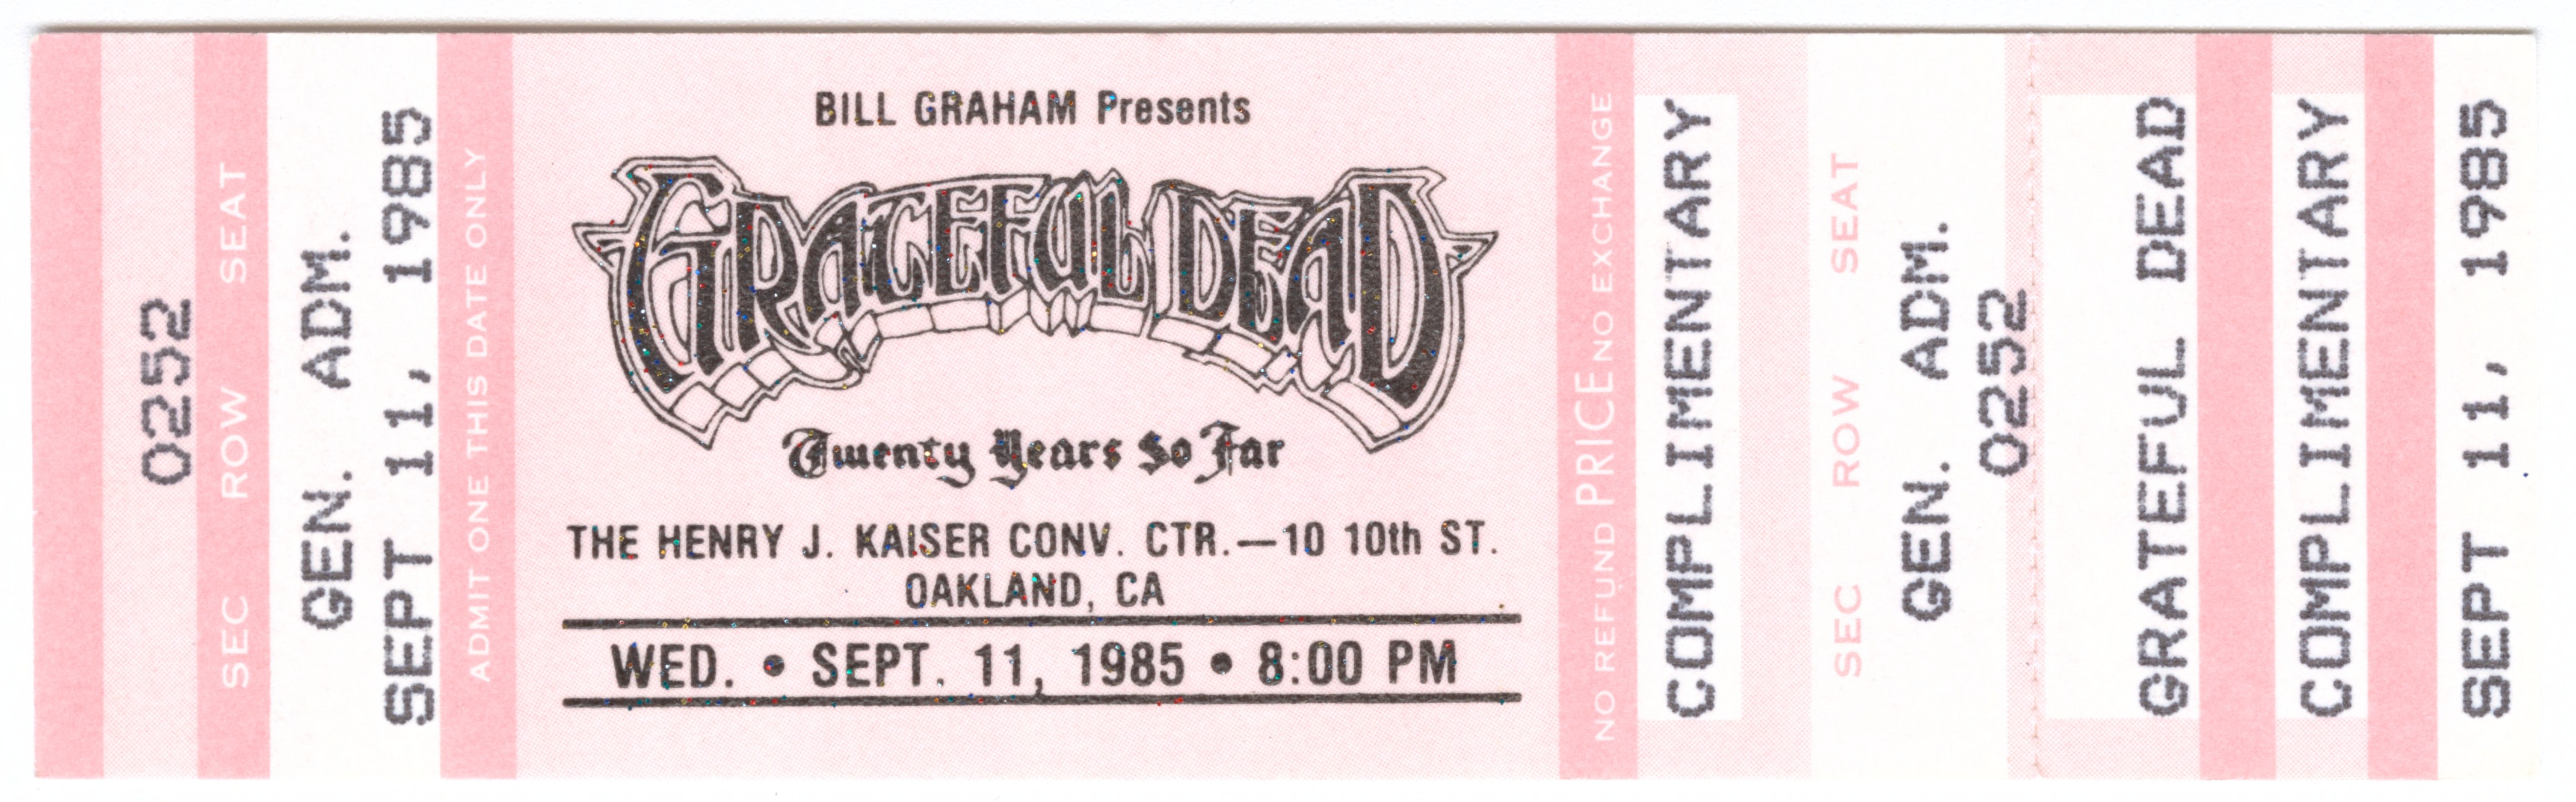 0252
SEC ROW SEAT
GEN. ADM.
SEPT 11, 1985
ADMIT ONE THIS DATE ONLY
BILL GRAHAM Presents
GRATEFUL DEAD
Twenty Years So Far
THE HENRY J. KAISER CONV. CTR.—10 10th ST.
OAKLAND, CA
WED. • SEPT. 11, 1985 • 8:00 PM
NO REFUND PRICE NO EXCHANGE
COMPLIMENTARY
SEC ROW SEAT
GEN. ADM.
0252
GRATEFUL DEAD
COMPLIMENTARY
SEPT 11, 1985